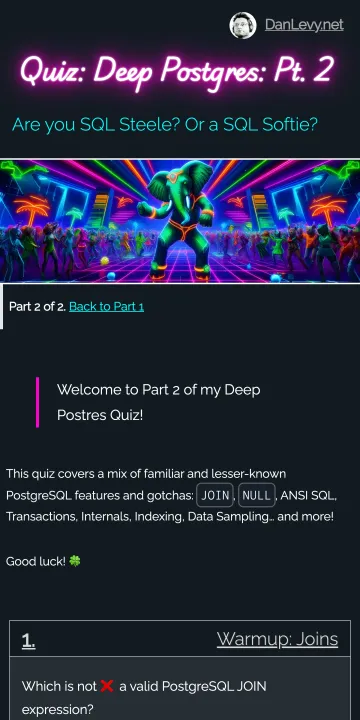 DanLevy.net
Quiz: Deep Postgres: Pt. 2
Are you SQL Steele? Or a SQL Softie?
Part 2 of 2. Back to Part 1
Welcome to Part 2 of my Deep
Postres Quiz!
This quiz covers a mix of familiar and lesser-known
PostgreSQL features and gotchas: JOIN, NULL, ANSI SQL,
Transactions, Internals, Indexing, Data Sampling… and more!
Good luck! 🍀
1. Warmup: Joins
Which is not ❌ a valid PostgreSQL JOIN
expression?